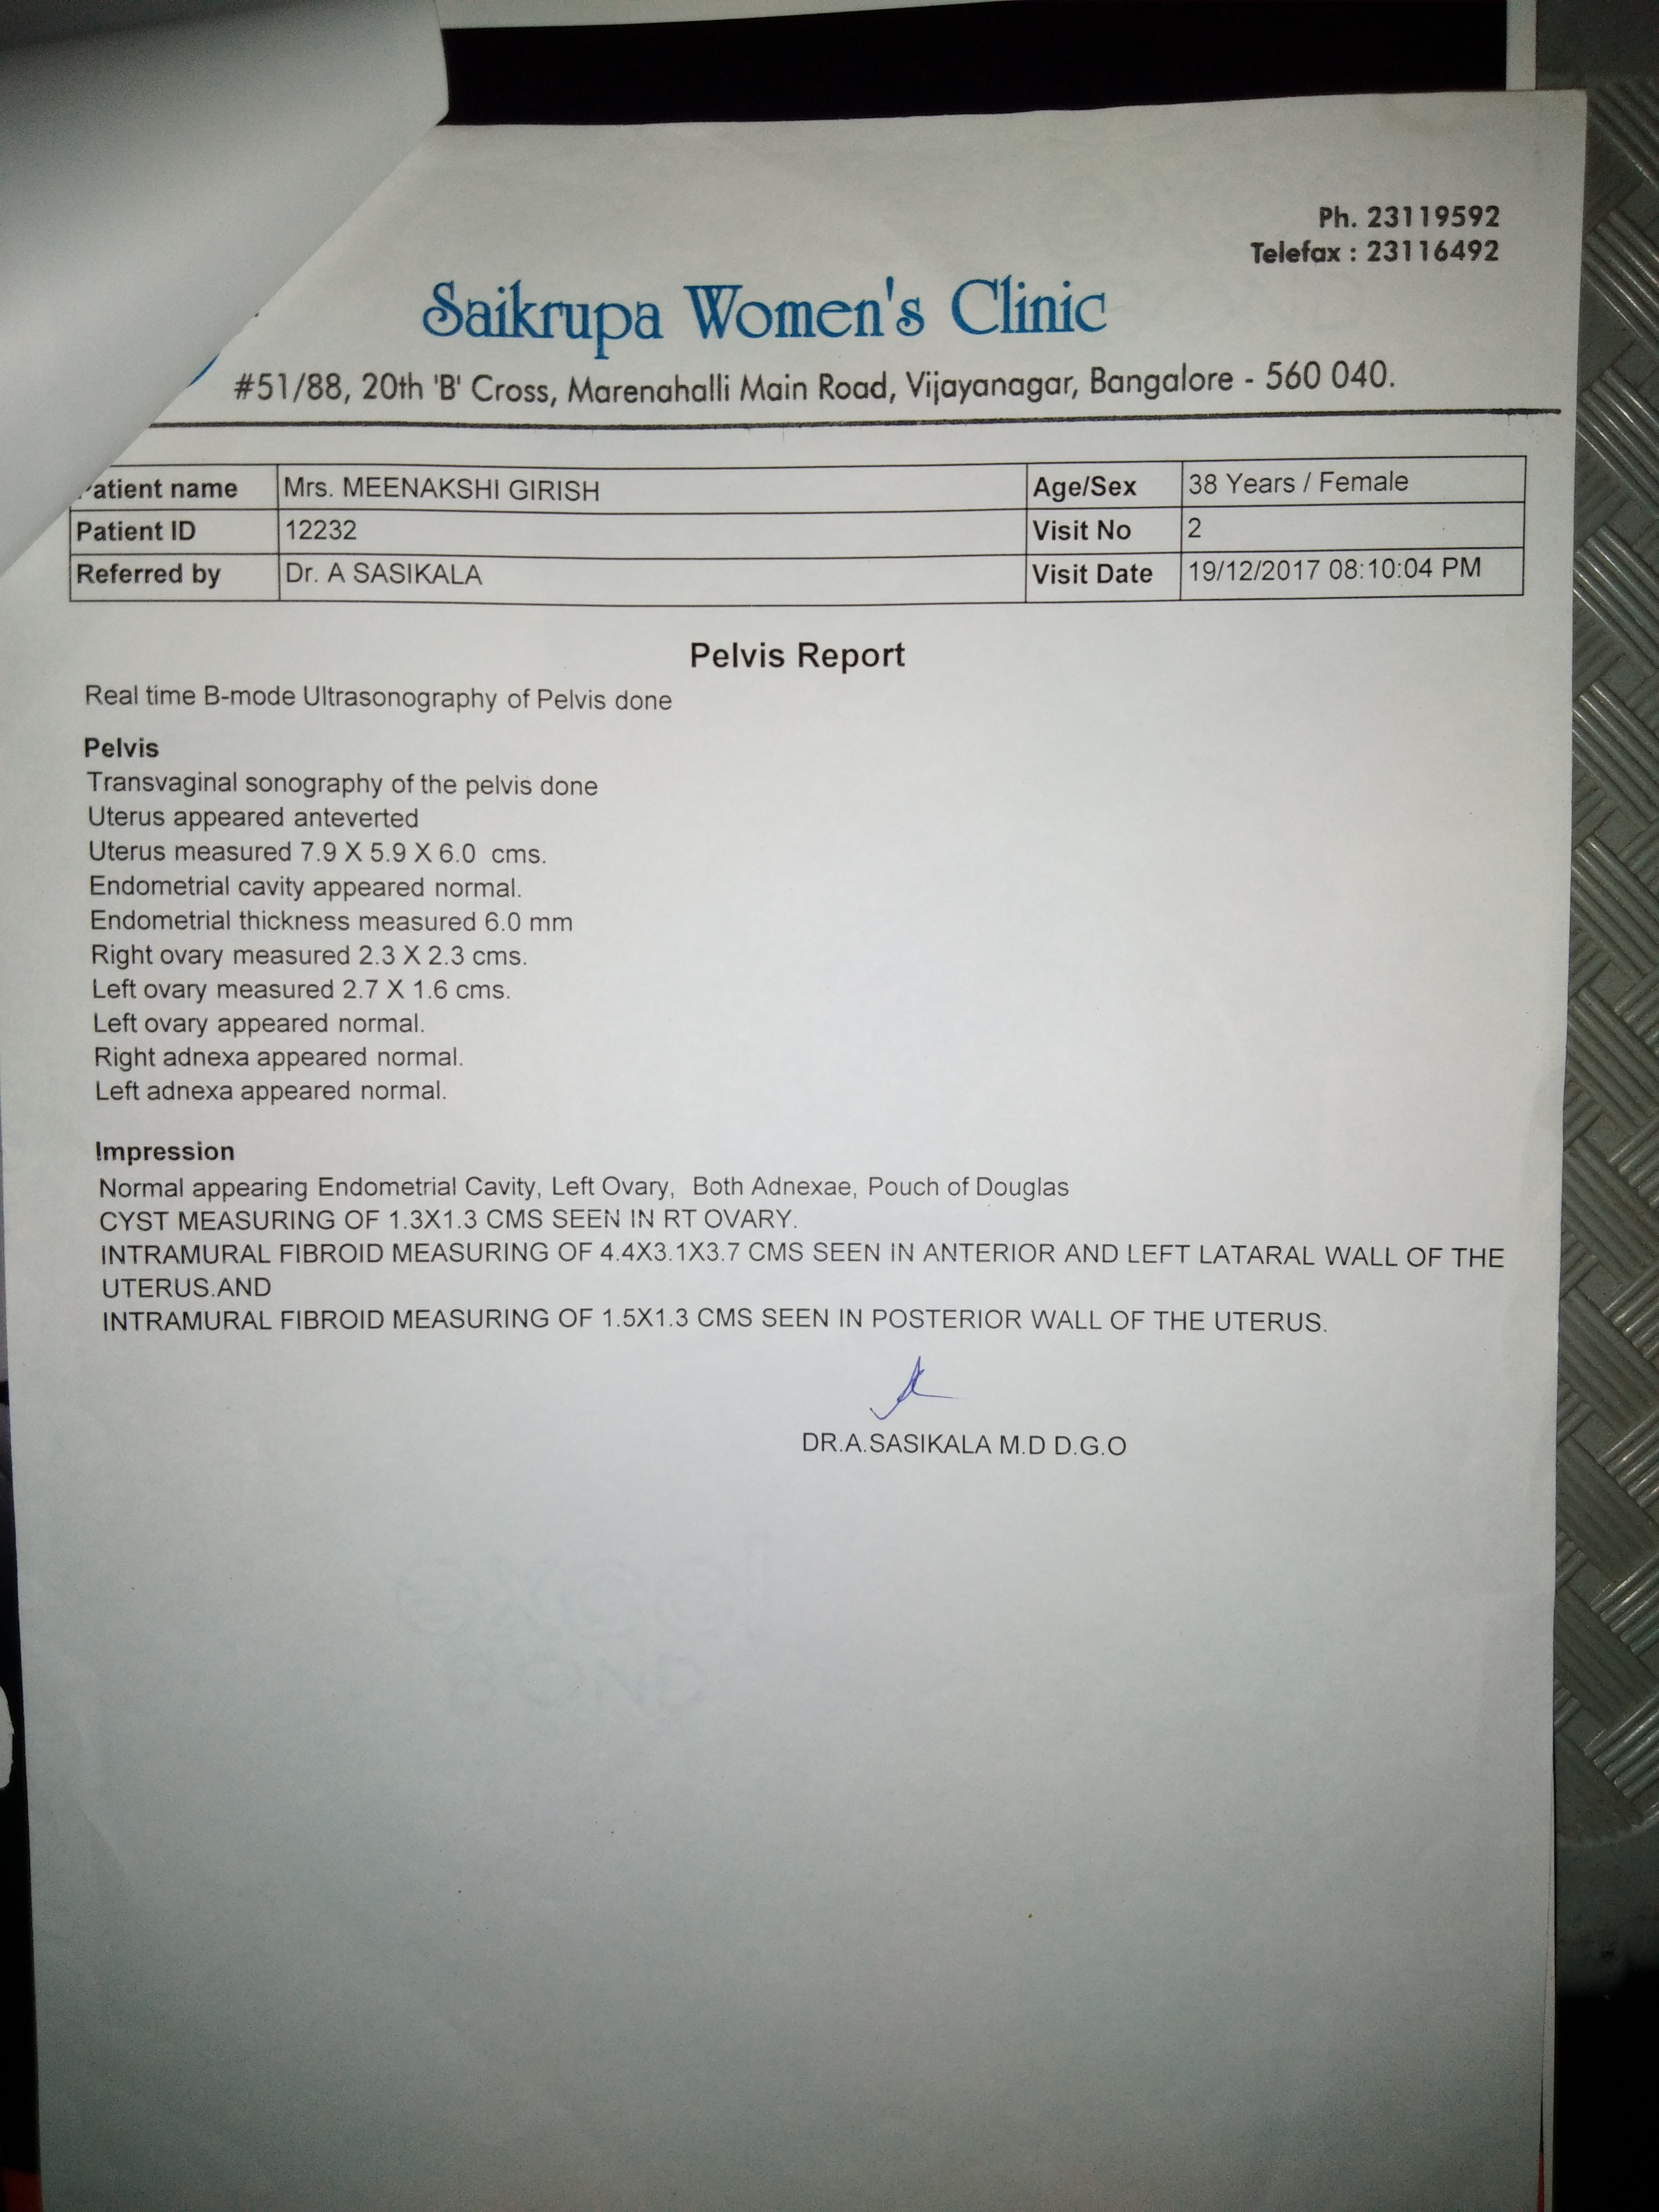 Ph. 23119592
Telefax : 23116492
Saikrupa Women's Clinic
#51/88, 20th 'B' Cross, Marenahalli Main Road, Vijayanagar, Bangalore - 560 040.
Patient name Mrs. MEENAKSHI GIRISH Age/Sex 38 Years / Female
Patient ID 12232 Visit No 2
Referred by Dr. A SASIKALA Visit Date 19/12/2017 08:10:04 PM
Pelvis Report
Real time B-mode Ultrasonography of Pelvis done
Pelvis
Transvaginal sonography of the pelvis done
Uterus appeared anteverted
Uterus measured 7.9 X 5.9 X 6.0 cms.
Endometrial cavity appeared normal.
Endometrial thickness measured 6.0 mm
Right ovary measured 2.3 X 2.3 cms.
Left ovary measured 2.7 X 1.6 cms.
Left ovary appeared normal.
Right adnexa appeared normal.
Left adnexa appeared normal.
Impression
Normal appearing Endometrial Cavity, Left Ovary, Both Adnexae, Pouch of Douglas
CYST MEASURING OF 1.3X1.3 CMS SEEN IN RT OVARY.
INTRAMURAL FIBROID MEASURING OF 4.4X3.1X3.7 CMS SEEN IN ANTERIOR AND LEFT LATARAL WALL OF THE
UTERUS.AND
INTRAMURAL FIBROID MEASURING OF 1.5X1.3 CMS SEEN IN POSTERIOR WALL OF THE UTERUS.
DR.A.SASIKALA M.D D.G.O